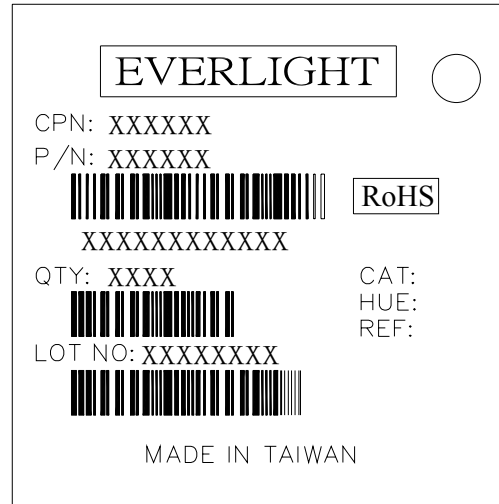 EVERLIGHT
CPN: XXXXXX
P/N: XXXXXX
RoHS
XXXXXXXXXXXX
QTY: XXXX
CAT:
HUE:
REF:
LOT NO: XXXXXXXX
MADE IN TAIWAN